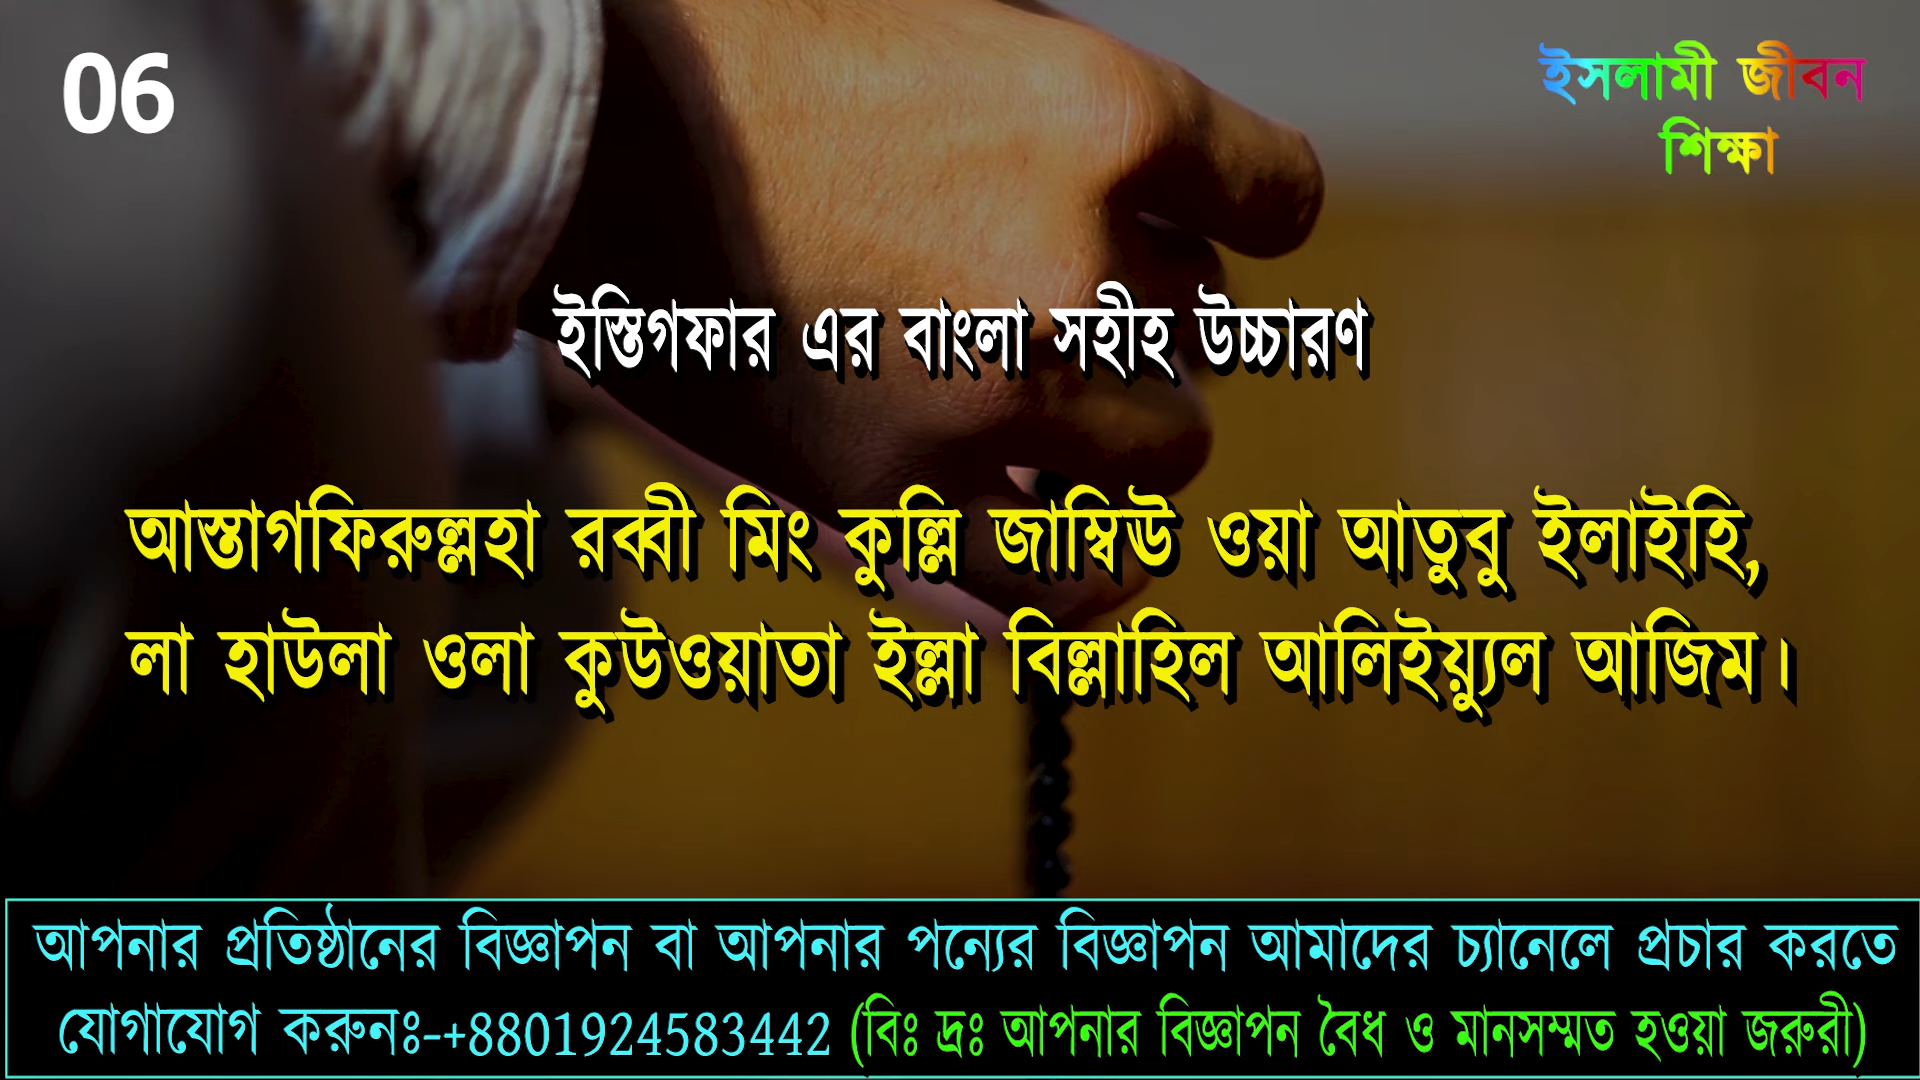 06
ইসলামী জীবন
শিক্ষা
ইস্তিগফার এর বাংলা সহীহ উচ্চারণ
আস্তাগফিরুল্লহা রব্বী মিং কুল্লি জাম্বিঊ ওয়া আতুবু ইলাইহি,
লা হাউলা ওলা কুউওয়াতা ইল্লা বিল্লাহিল আলিইয়্যুল আজিম।
আপনার প্রতিষ্ঠানের বিজ্ঞাপন বা আপনার পন্যের বিজ্ঞাপন আমাদের চ্যানেলে প্রচার করতে
যোগাযোগ করুনঃ-+8801924583442 (বিঃ দ্রঃ আপনার বিজ্ঞাপন বৈধ ও মানসম্মত হওয়া জরুরী)